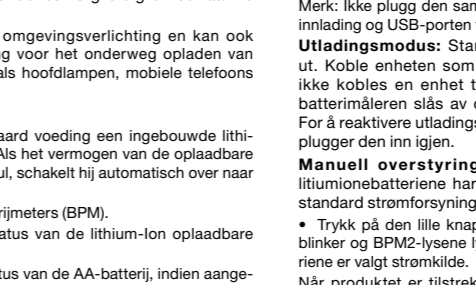 omgevingsverlichting en kan ook
voor het onderweg opladen van
als hoofdlampen, mobiele telefoons
aard voeding een ingebouwde lithi-
Als het vermogen van de oplaadbare
ul, schakelt hij automatisch over naar
rijmeters (BPM).
atus van de lithium-Ion oplaadbare
tus van de AA-batterij, indien aange-
Merk: Ikke plugg den sam
innlading og USB-porten
Utladingsmodus: Star
ut. Koble enheten som
ikke kobles en enhet t
batterimåleren slås av
For å reaktivere utladings
plugger den inn igjen.
Manuell overstyring
litiumionebatteriene har
standard strømforsyning
• Trykk på den lille knap
blinker og BPM2-lysene ly
riene er valgt strømkilde.
Når produktet er tilstrek